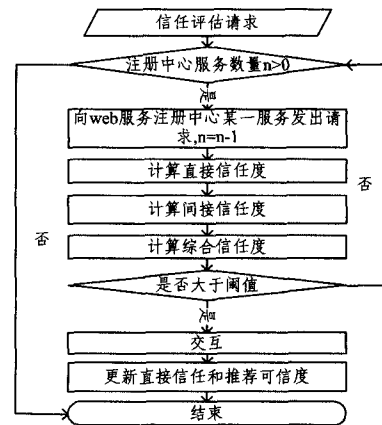 信任评估请求
注册中心服务数量n>0
是
向web服务注册中心某一服务发出请
求,n=n-1
计算直接信任度
否
计算间接信任度
否
计算综合信任度
是否大于阈值
是
交互
更新直接信任和推荐可信度
结束